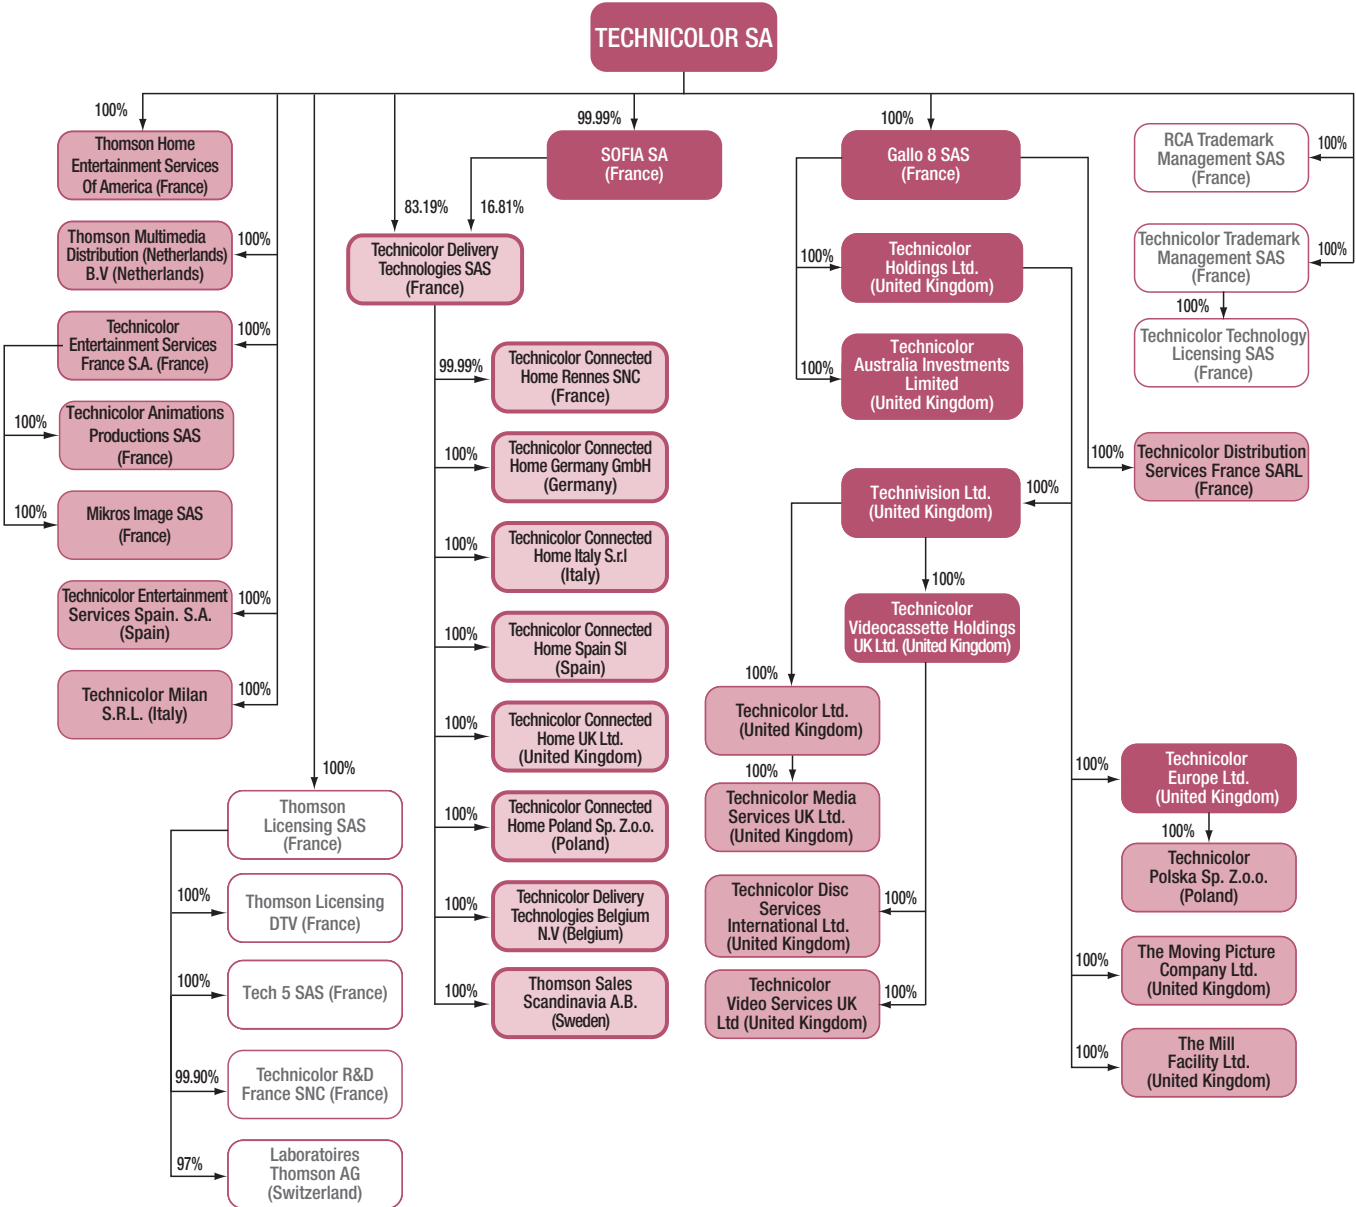 TECHNICOLOR SA
100%
Thomson Home
Entertainment Services
Of America (France)
Thomson Multimedia
Distribution (Netherlands)
B.V (Netherlands)
100%
Technicolor
Entertainment Services
France S.A. (France)
100%
100%
Technicolor Animations
Productions SAS
(France)
100%
Mikros Image SAS
(France)
Technicolor Entertainment
Services Spain. S.A.
(Spain)
100%
Technicolor Milan
S.R.L. (Italy)
100%
100%
Thomson
Licensing SAS
(France)
100%
Thomson Licensing
DTV (France)
100%
Tech 5 SAS (France)
99.90%
Technicolor R&D
France SNC (France)
97%
Laboratoires
Thomson AG
(Switzerland)
99.99%
SOFIA SA
(France)
83.19%
16.81%
Technicolor Delivery
Technologies SAS
(France)
99.99%
Technicolor Connected
Home Rennes SNC
(France)
100%
Technicolor Connected
Home Germany GmbH
(Germany)
100%
Technicolor Connected
Home Italy S.r.l
(Italy)
100%
Technicolor Connected
Home Spain Sl
(Spain)
100%
Technicolor Connected
Home UK Ltd.
(United Kingdom)
100%
Technicolor Connected
Home Poland Sp. Z.o.o.
(Poland)
100%
Technicolor Delivery
Technologies Belgium
N.V (Belgium)
100%
Thomson Sales
Scandinavia A.B.
(Sweden)
100%
Gallo 8 SAS
(France)
100%
Technicolor
Holdings Ltd.
(United Kingdom)
100%
Technicolor
Australia Investments
Limited
(United Kingdom)
Technivision Ltd.
(United Kingdom)
100%
100%
Technicolor
Videocassette Holdings
UK Ltd. (United Kingdom)
100%
Technicolor Ltd.
(United Kingdom)
100%
Technicolor Media
Services UK Ltd.
(United Kingdom)
Technicolor Disc
Services
International Ltd.
(United Kingdom)
100%
Technicolor
Video Services UK
Ltd (United Kingdom)
100%
RCA Trademark
Management SAS
(France)
100%
Technicolor Trademark
Management SAS
(France)
100%
100%
Technicolor Technology
Licensing SAS
(France)
100%
Technicolor Distribution
Services France SARL
(France)
100%
Technicolor
Europe Ltd.
(United Kingdom)
100%
Technicolor
Polska Sp. Z.o.o.
(Poland)
100%
The Moving Picture
Company Ltd.
(United Kingdom)
100%
The Mill
Facility Ltd.
(United Kingdom)